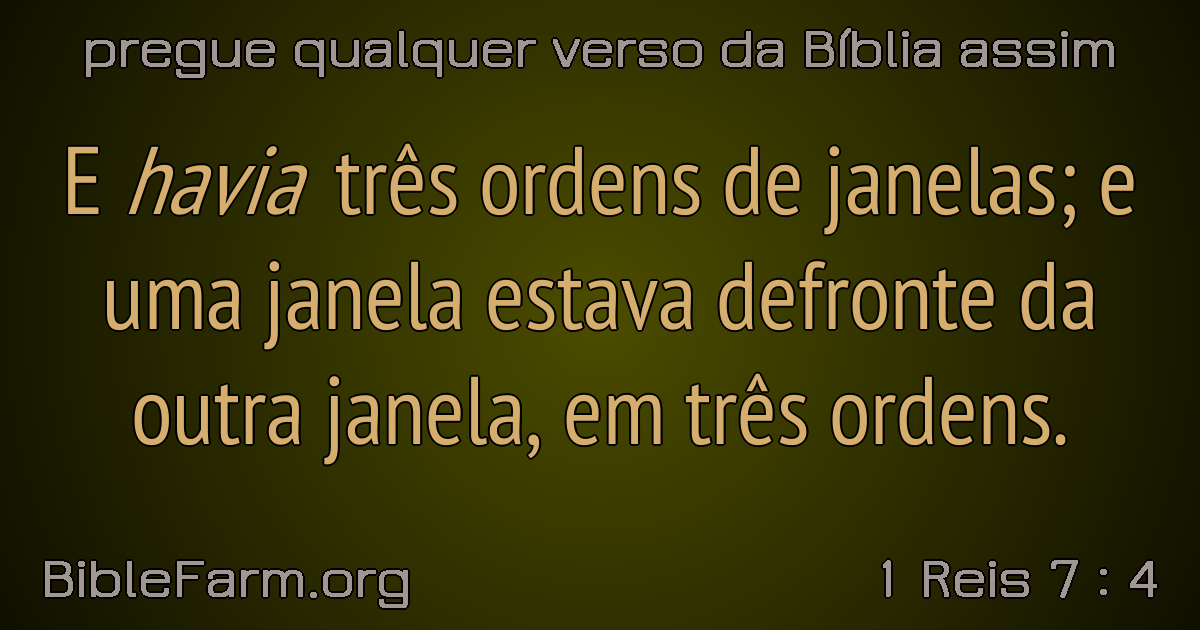 pregue qualquer verso da Bíblia assim
E havia três ordens de janelas; e
uma janela estava defronte da
outra janela, em três ordens.
BibleFarm.org
1 Reis 7 : 4